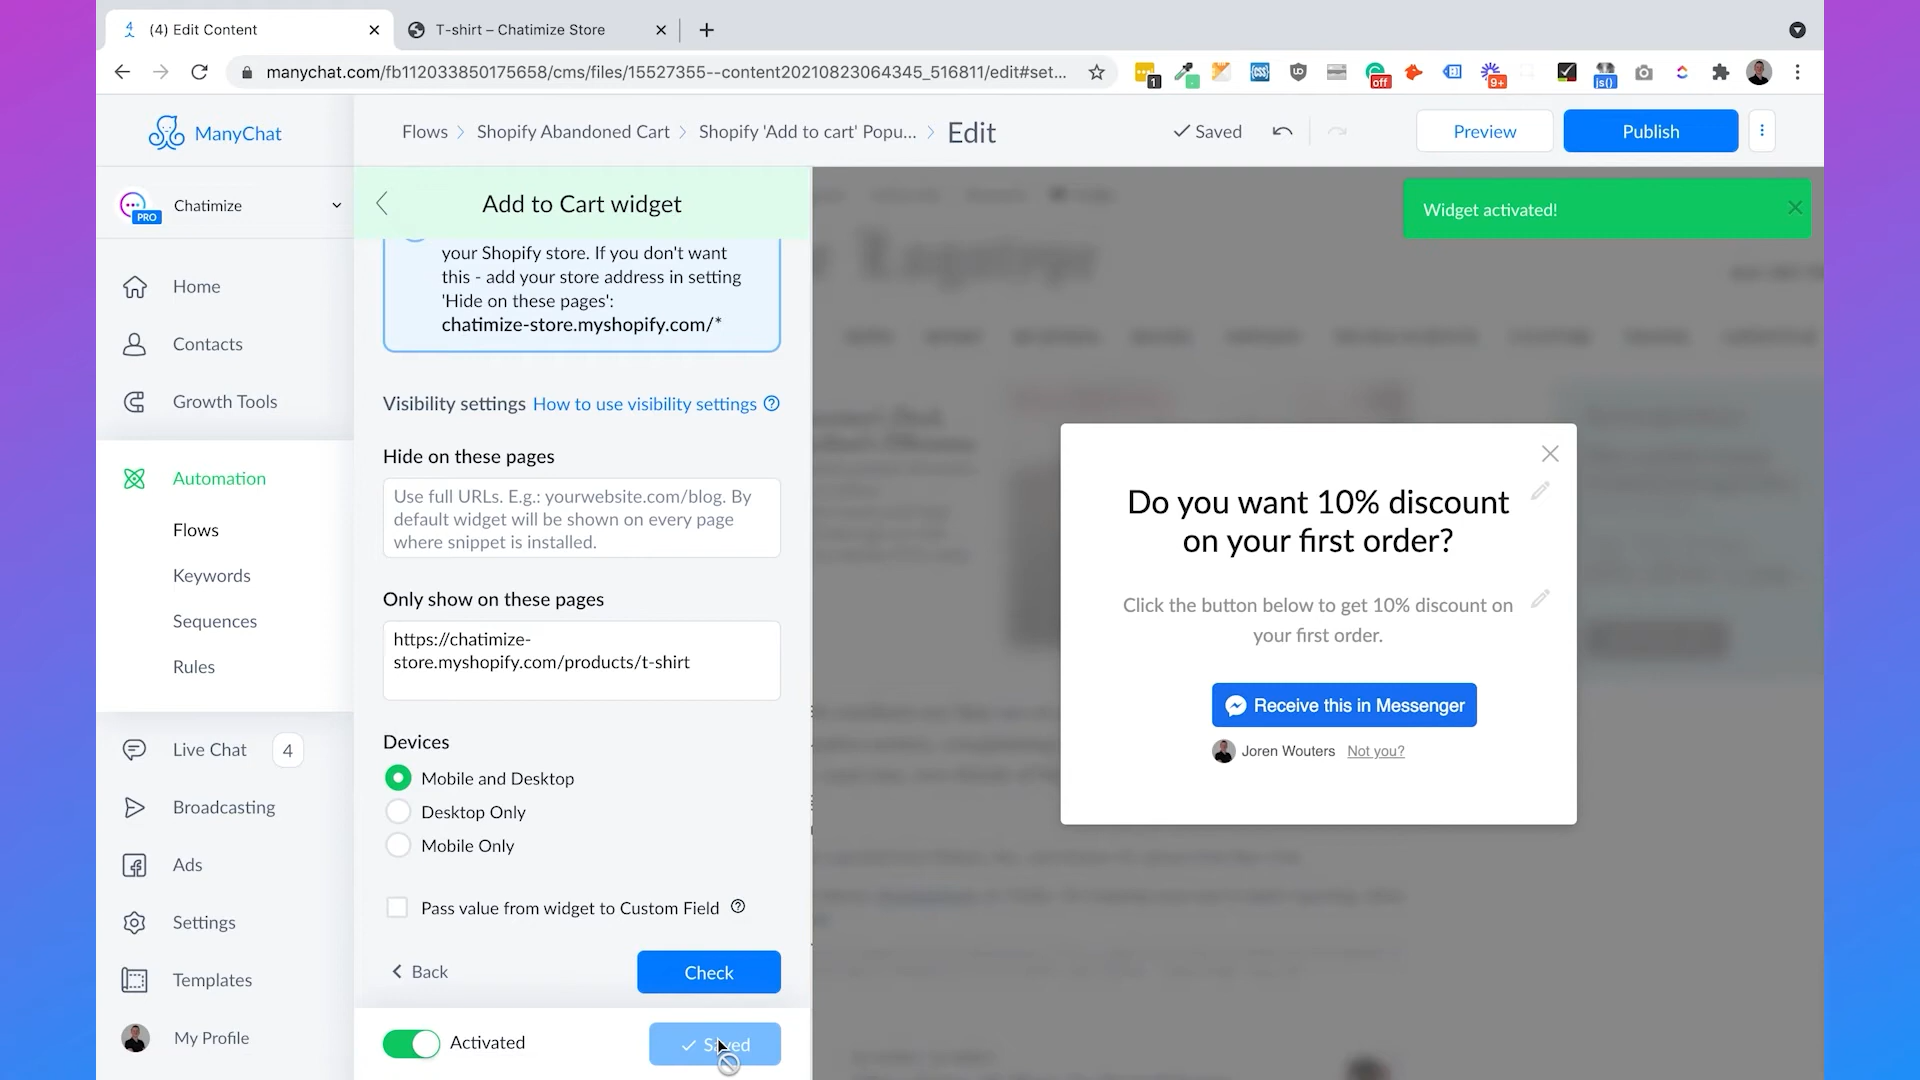 (4) Edit Content
T-shirt – Chatimize Store
manychat.com/fb112033850175658/cms/files/15527355--content20210823064345_516811/edit#set...
1
off
9+
js()
ManyChat
Flows
Shopify Abandoned Cart
Shopify 'Add to cart' Popu...
Edit
Saved
Preview
Publish
PRO
Chatimize
Home
Contacts
Growth Tools
Automation
Flows
Keywords
Sequences
Rules
Live Chat
4
Broadcasting
Ads
Settings
Templates
My Profile
Add to Cart widget
your Shopify store. If you don't want
this - add your store address in setting
'Hide on these pages':
chatimize-store.myshopify.com/*
Visibility settings How to use visibility settings
Hide on these pages
Use full URLs. E.g.: yourwebsite.com/blog. By
default widget will be shown on every page
where snippet is installed.
Only show on these pages
https://chatimize-
store.myshopify.com/products/t-shirt
Devices
Mobile and Desktop
Desktop Only
Mobile Only
Pass value from widget to Custom Field
Back
Check
Activated
Saved
Widget activated!
Do you want 10% discount
on your first order?
Click the button below to get 10% discount on
your first order.
Receive this in Messenger
Joren Wouters Not you?